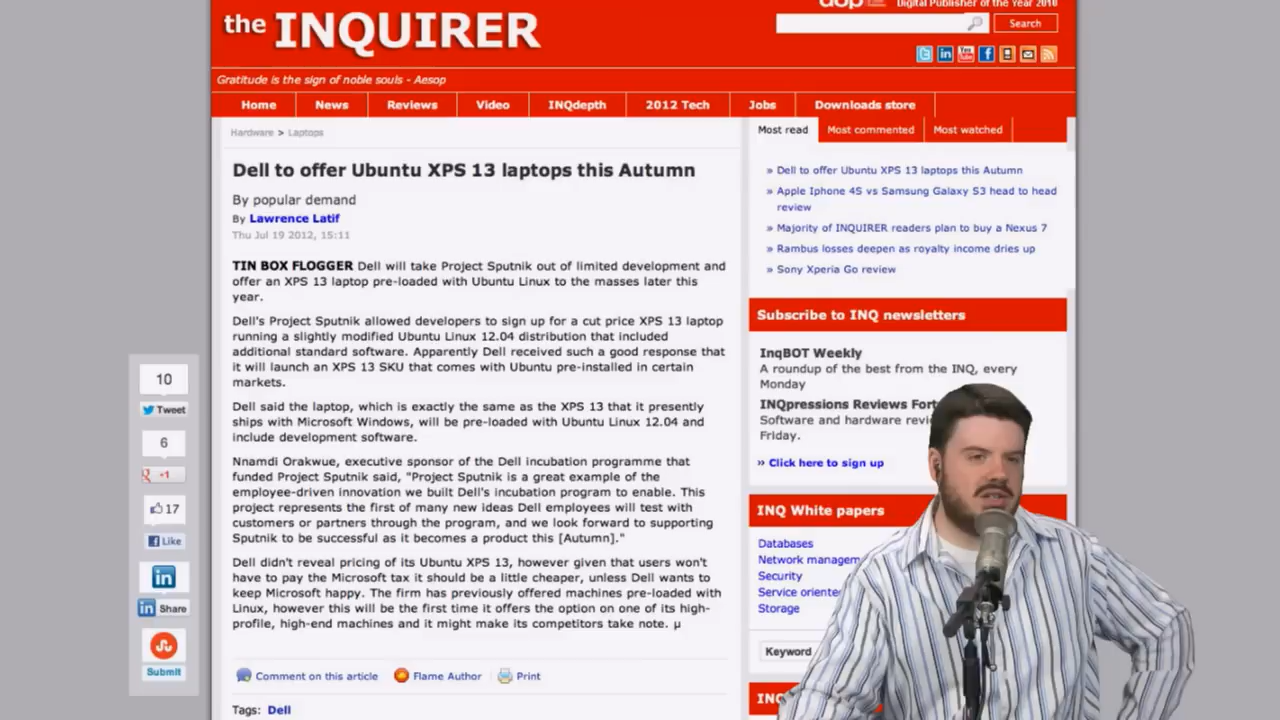 Digital Publisher of the Year 2010
the INQUIRER
Search
Gratitude is the sign of noble souls - Aesop
Home News Reviews Video INQdepth 2012 Tech Jobs Downloads store
Hardware > Laptops
Most read Most commented Most watched
Dell to offer Ubuntu XPS 13 laptops this Autumn
By popular demand
By Lawrence Latif
Thu Jul 19 2012, 15:11
TIN BOX FLOGGER Dell will take Project Sputnik out of limited development and
offer an XPS 13 laptop pre-loaded with Ubuntu Linux to the masses later this
year.
Dell's Project Sputnik allowed developers to sign up for a cut price XPS 13 laptop
running a slightly modified Ubuntu Linux 12.04 distribution that included
additional standard software. Apparently Dell received such a good response that
it will launch an XPS 13 SKU that comes with Ubuntu pre-installed in certain
markets.
Dell said the laptop, which is exactly the same as the XPS 13 that it presently
ships with Microsoft Windows, will be pre-loaded with Ubuntu Linux 12.04 and
include development software.
Nnamdi Orakwue, executive sponsor of the Dell incubation programme that
funded Project Sputnik said, "Project Sputnik is a great example of the
employee-driven innovation we built Dell's incubation program to enable. This
project represents the first of many new ideas Dell employees will test with
customers or partners through the program, and we look forward to supporting
Sputnik to be successful as it becomes a product this [Autumn]."
Dell didn't reveal pricing of its Ubuntu XPS 13, however given that users won't
have to pay the Microsoft tax it should be a little cheaper, unless Dell wants to
keep Microsoft happy. The firm has previously offered machines pre-loaded with
Linux, however this will be the first time it offers the option on one of its high-
profile, high-end machines and it might make its competitors take note. µ
Comment on this article Flame Author Print
Tags: Dell
» Dell to offer Ubuntu XPS 13 laptops this Autumn
» Apple Iphone 4S vs Samsung Galaxy S3 head to head
review
» Majority of INQUIRER readers plan to buy a Nexus 7
» Rambus losses deepen as royalty income dries up
» Sony Xperia Go review
Subscribe to INQ newsletters
InqBOT Weekly
A roundup of the best from the INQ, every
Monday
INQpressions Reviews Fort
Software and hardware revi
Friday.
» Click here to sign up
INQ White papers
Databases
Network managem
Security
Service oriente
Storage
Keyword
INQ
10
Tweet
6
+1
17
Like
in
in Share
Submit